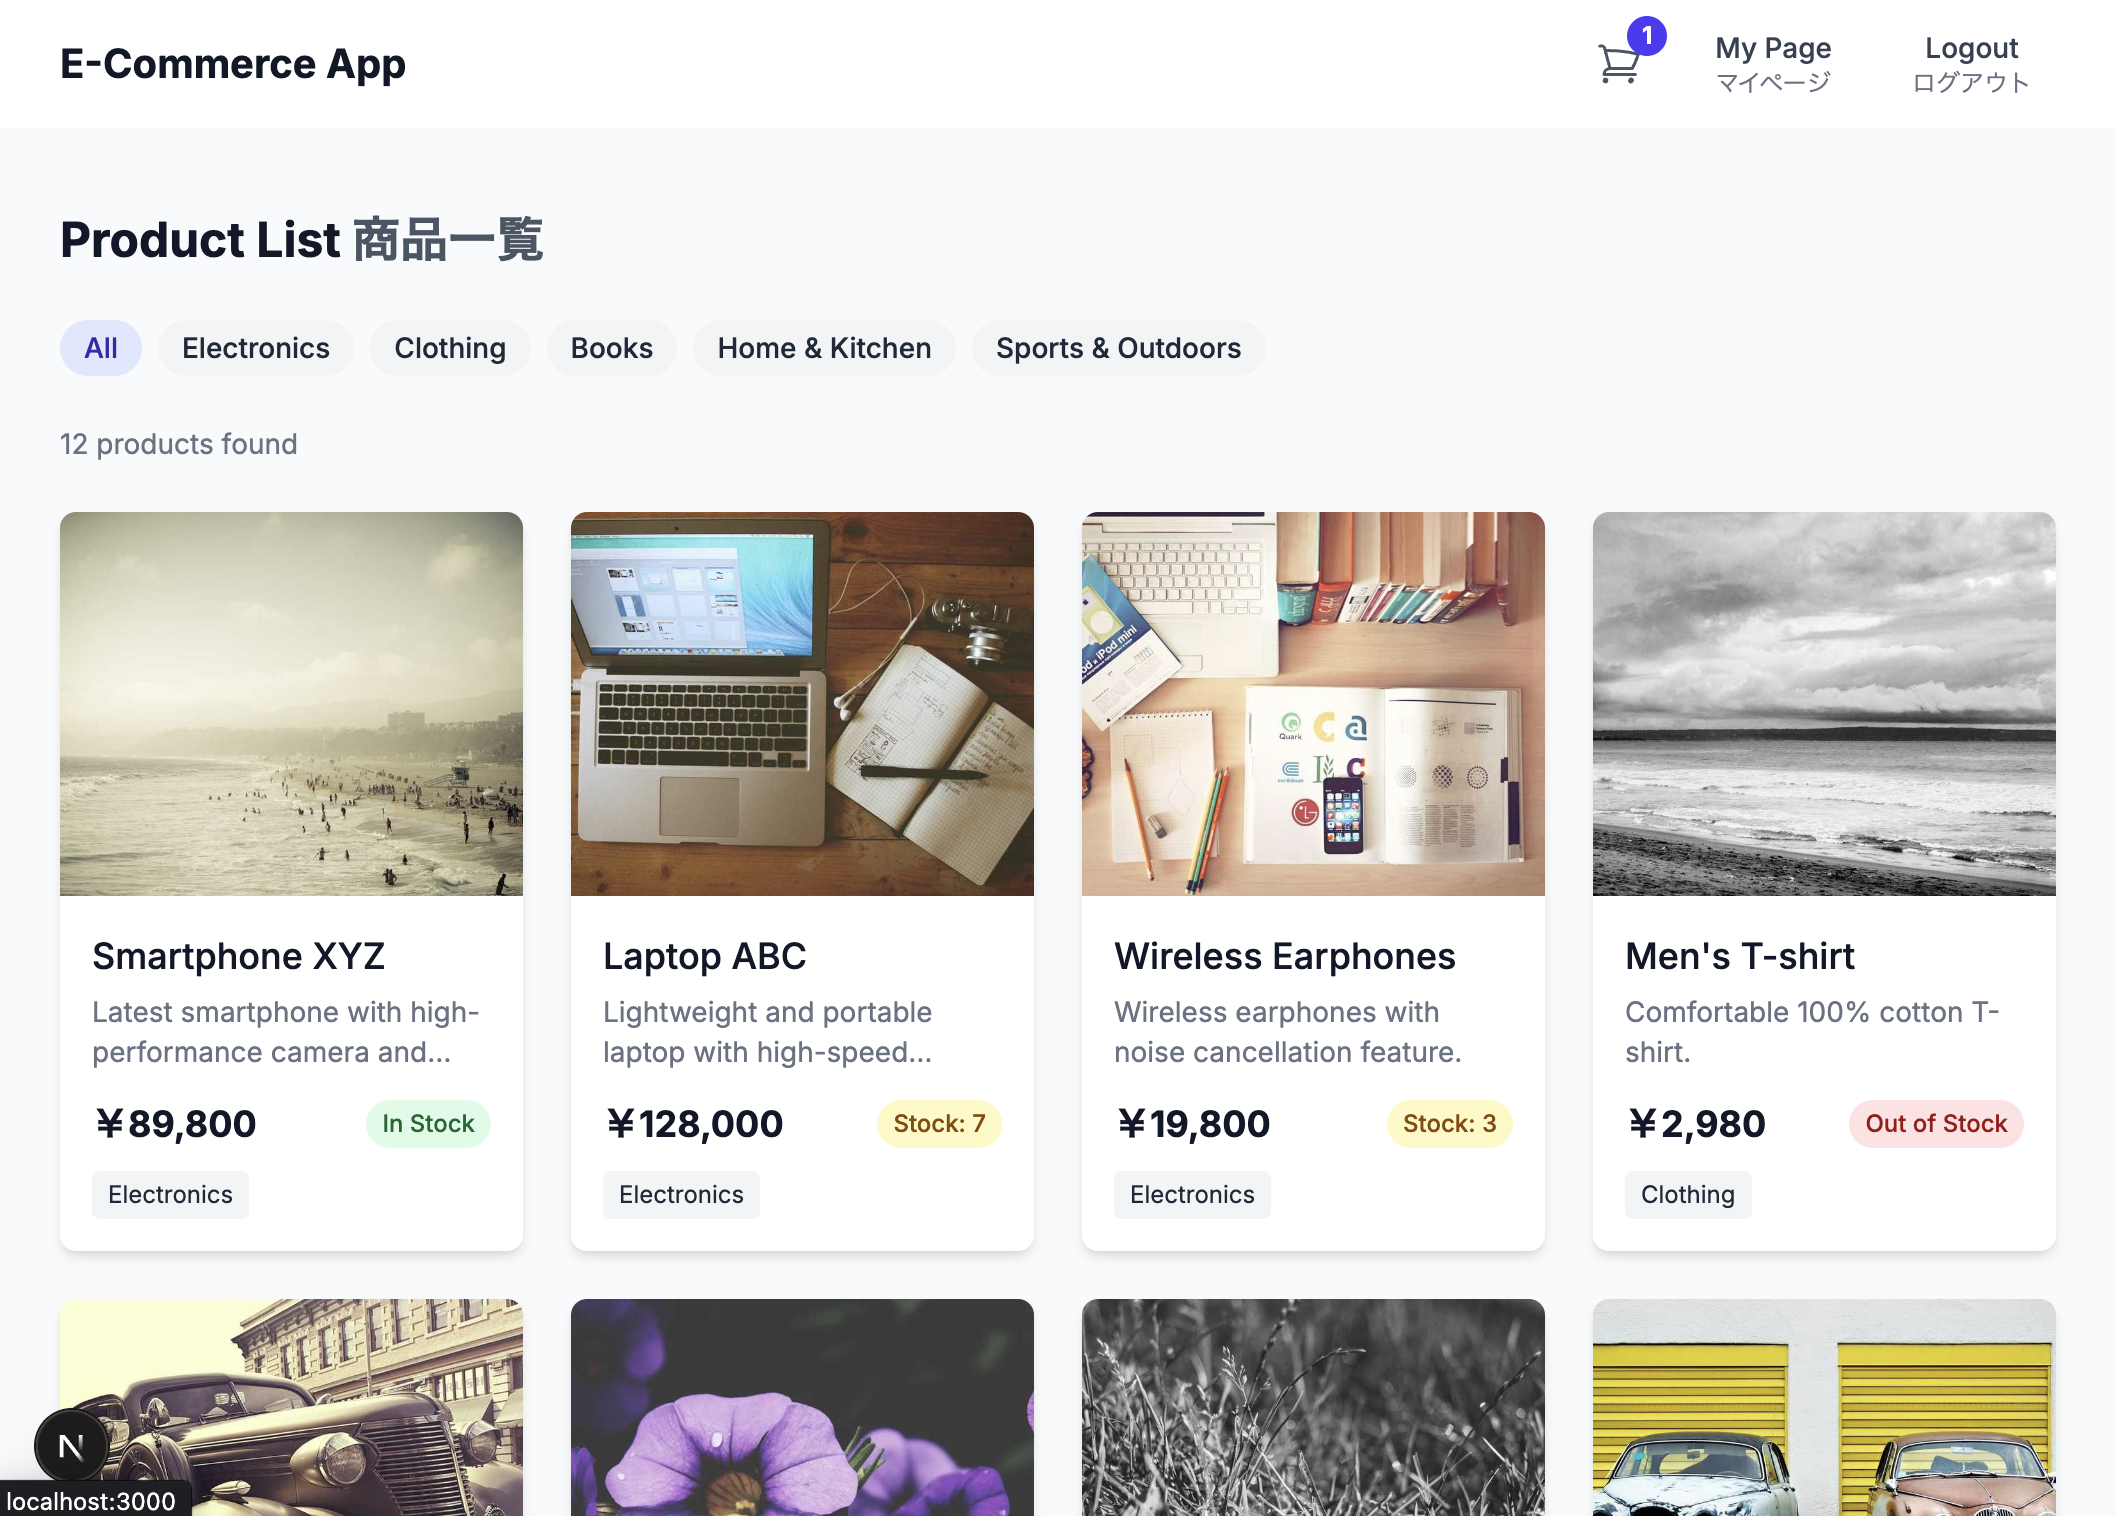 E-Commerce App
1
My Page
マイページ
Logout
ログアウト
Product List 商品一覧
All
Electronics
Clothing
Books
Home & Kitchen
Sports & Outdoors
12 products found
Quark
iPod mini
Smartphone XYZ
Latest smartphone with high-
performance camera and...
￥89,800
In Stock
Electronics
Laptop ABC
Lightweight and portable
laptop with high-speed...
￥128,000
Stock: 7
Electronics
Wireless Earphones
Wireless earphones with
noise cancellation feature.
￥19,800
Stock: 3
Electronics
Men's T-shirt
Comfortable 100% cotton T-
shirt.
￥2,980
Out of Stock
Clothing
N
localhost:3000